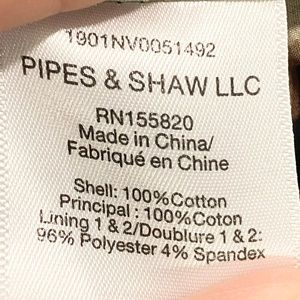 1901NV0051492
PIPES & SHAW LLC
RN155820
Made in China/
Fabriqué en Chine
Shell: 100%Cotton
Principal : 100%Coton
Lining 1 & 2/Doublure 1 & 2:
96% Polyester 4% Spandex